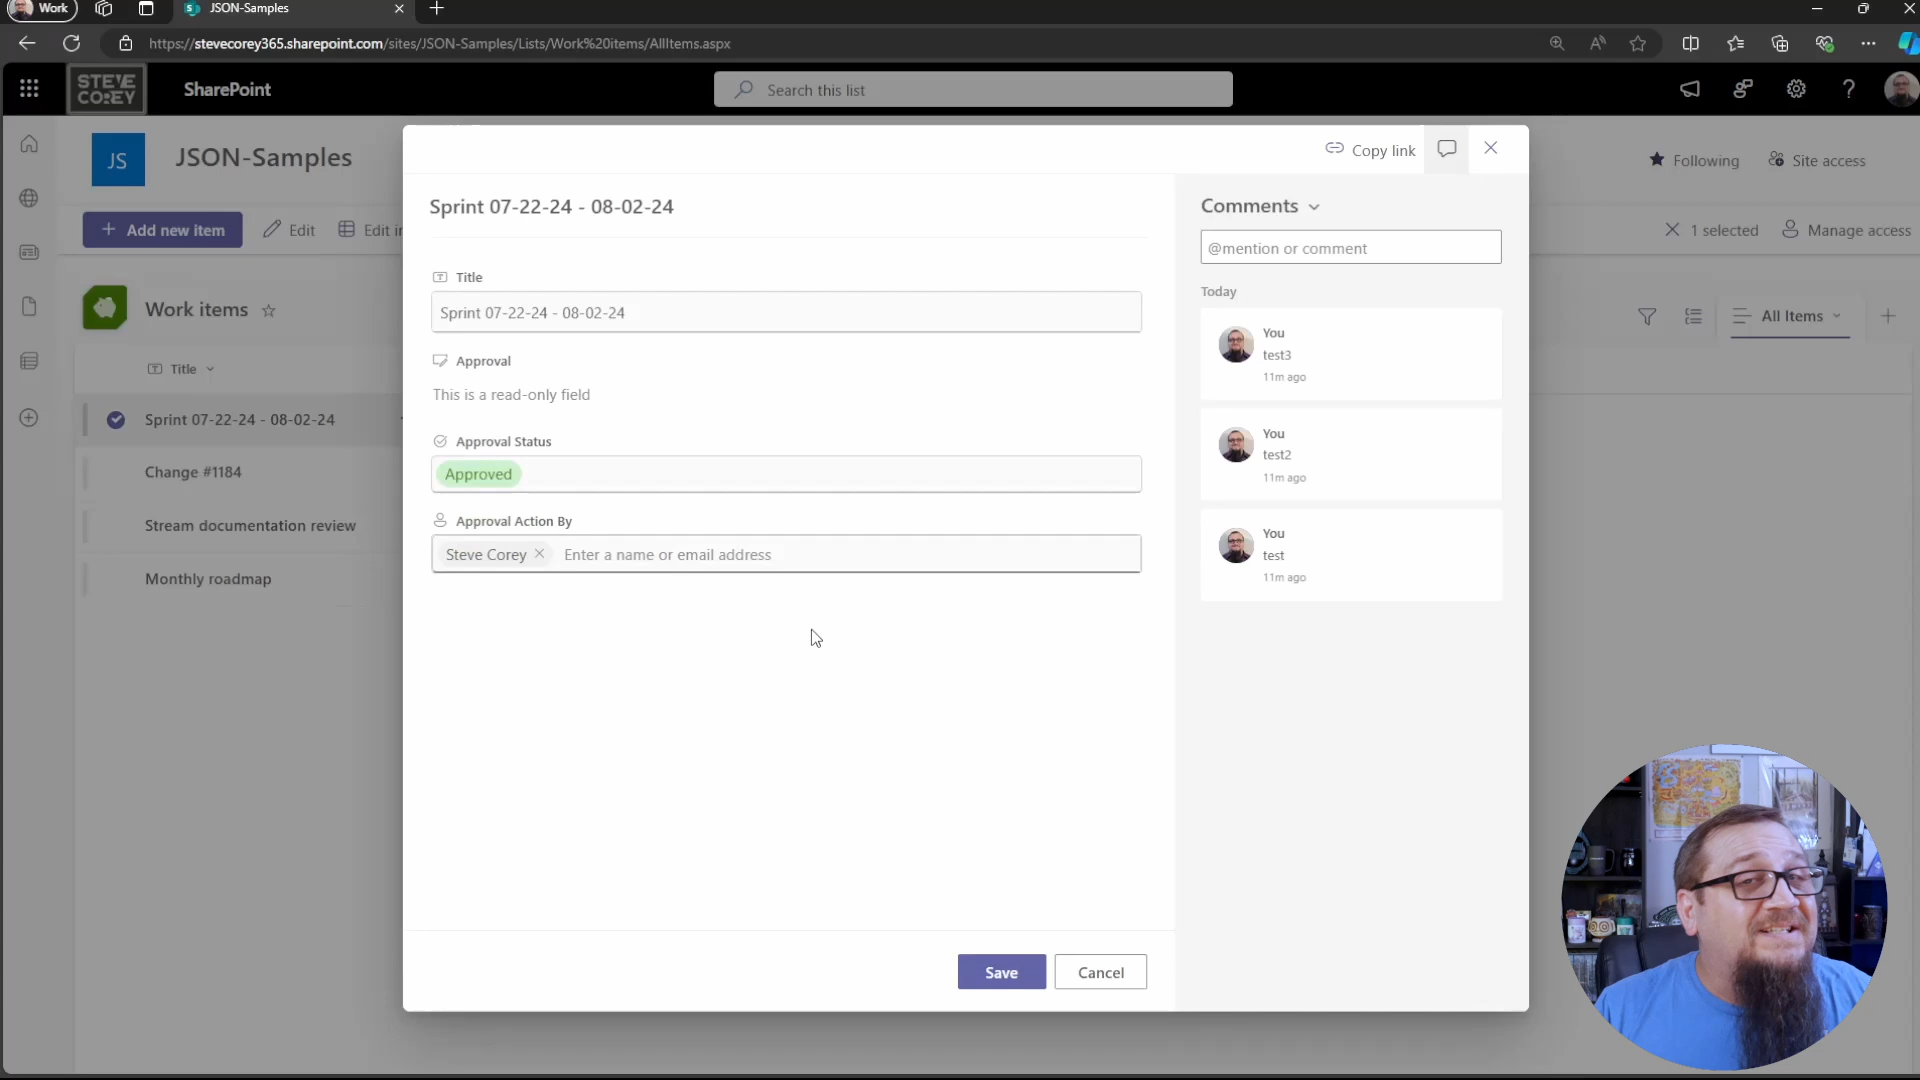 Work
JSON-Samples
https://stevecorey365.sharepoint.com/sites/JSON-Samples/Lists/Work%20items/AllItems.aspx
STEVE
COREY
SharePoint
Search this list
JS
JSON-Samples
Following
Site access
Add new item
Edit
Edit in
1 selected
Manage access
Work items
All Items
Title
Sprint 07-22-24 - 08-02-24
Change #1184
Stream documentation review
Monthly roadmap
Copy link
Sprint 07-22-24 - 08-02-24
Title
Sprint 07-22-24 - 08-02-24
Approval
This is a read-only field
Approval Status
Approved
Approval Action By
Steve Corey
Enter a name or email address
Save
Cancel
Comments
@mention or comment
Today
You
test3
11m ago
You
test2
11m ago
You
test
11m ago